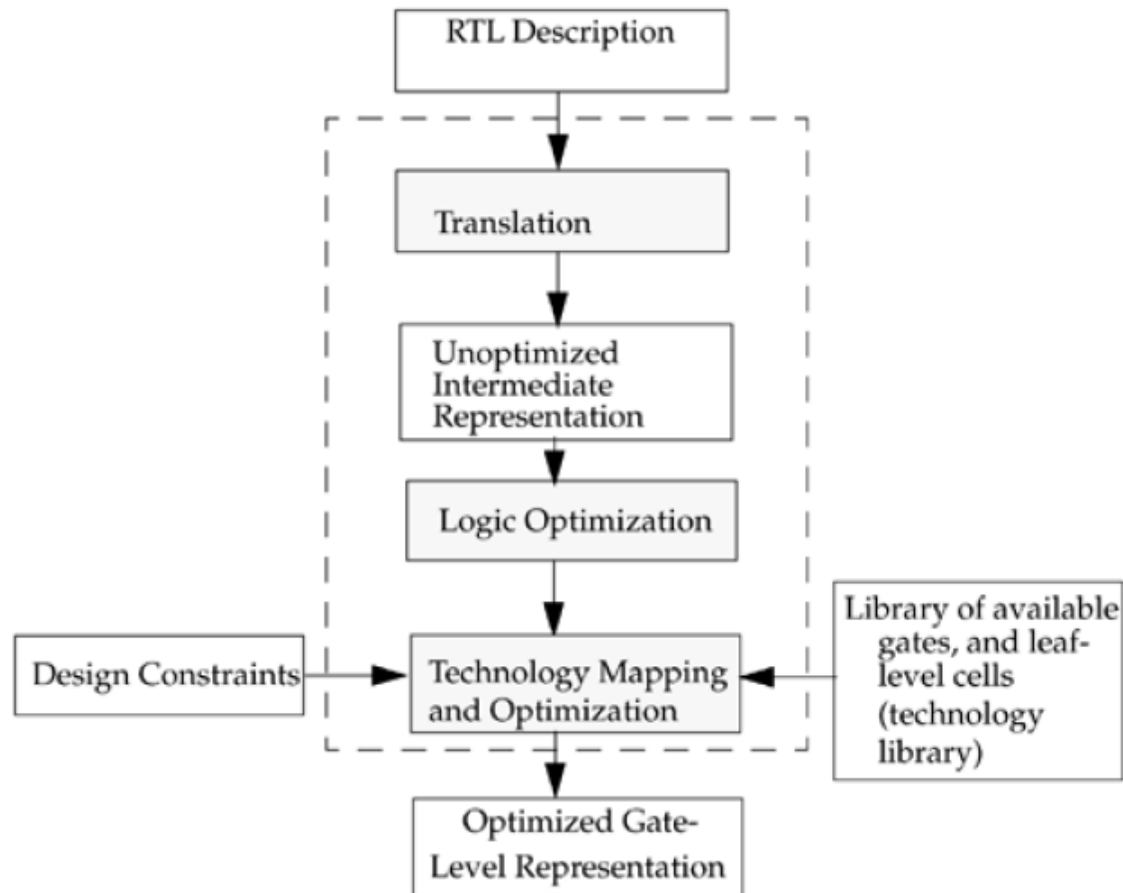 RTL Description
Translation
Unoptimized
Intermediate
Representation
Logic Optimization
Design Constraints
Technology Mapping
and Optimization
Library of available
gates, and leaf-
level cells
(technology
library)
Optimized Gate-
Level Representation